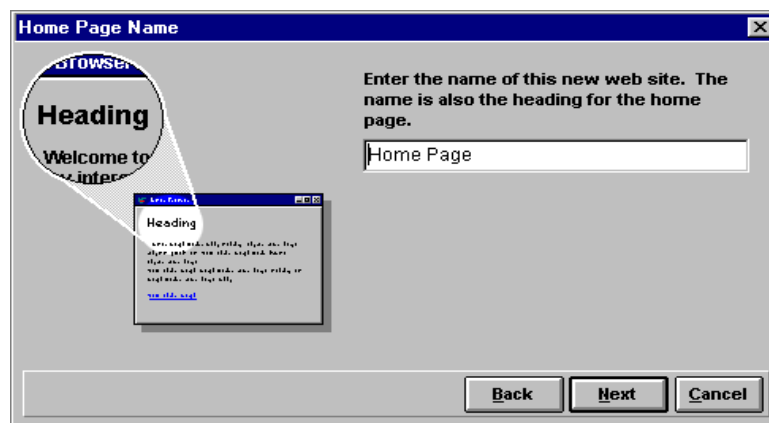 Home Page Name
Browser
Heading
Welcome to
Heading
Enter the name of this new web site. The
name is also the heading for the home
page.
Home Page
Back
Next
Cancel